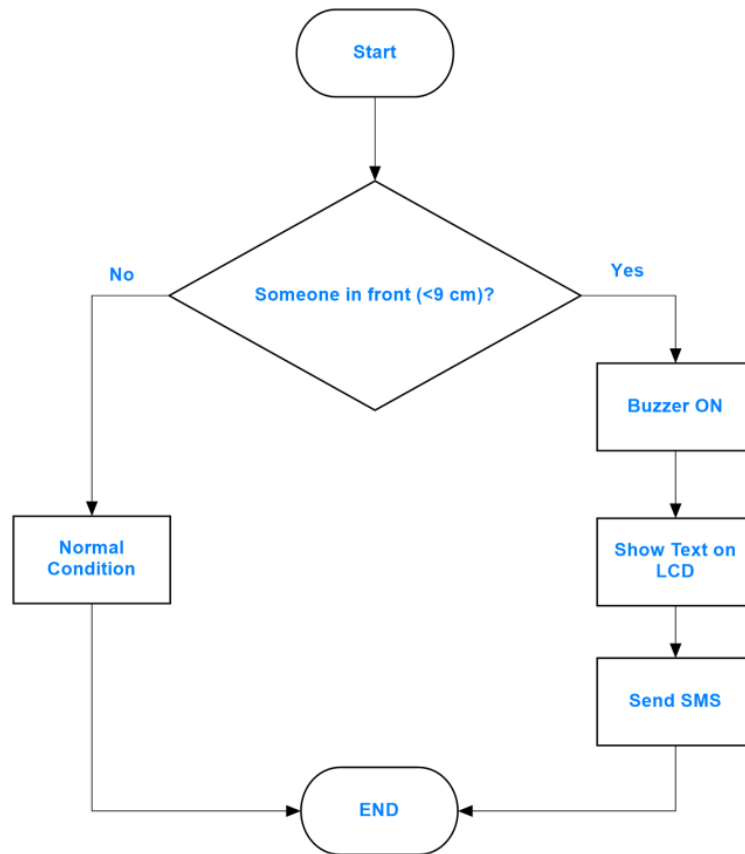 Start
No
Yes
Someone in front (<9 cm)?
Buzzer ON
Normal
Condition
Show Text on
LCD
Send SMS
END